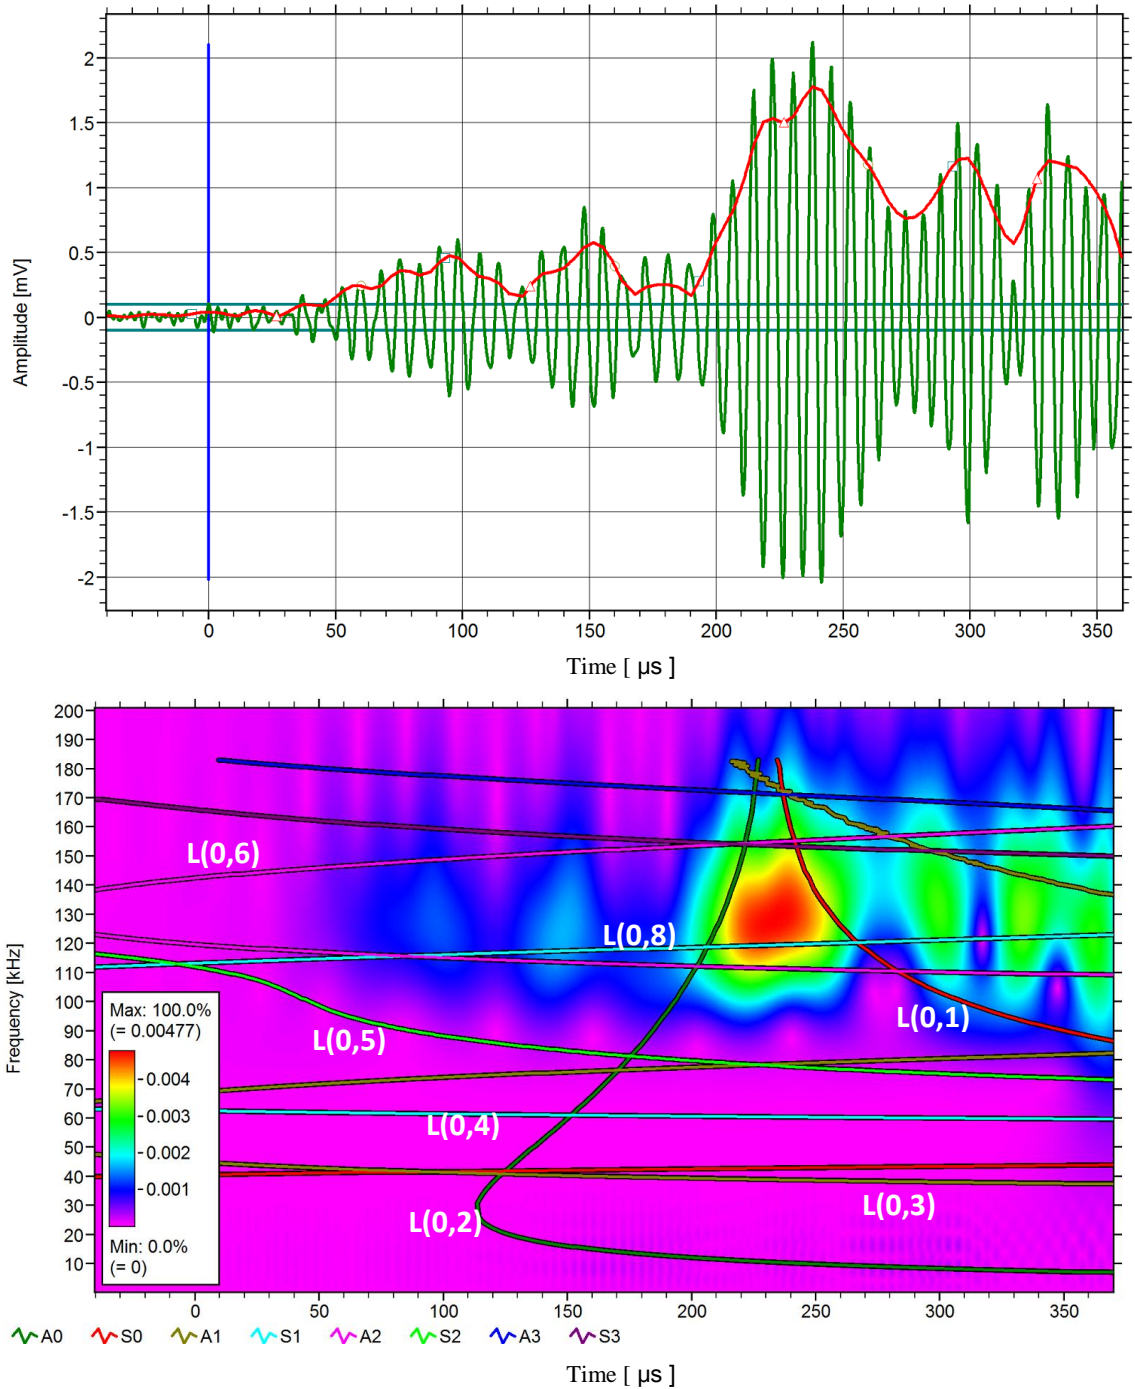 2
1.5
1
0.5
0
-0.5
-1
-1.5
-2
Amplitude [mV]
0 50 100 150 200 250 300 350
Time [ µs ]
200
190
180
170
160
150
140
130
120
110
100
90
80
70
60
50
40
30
20
10
Frequency [kHz]
L(0,6)
L(0,8)
L(0,1)
L(0,5)
L(0,4)
L(0,3)
L(0,2)
Max: 100.0%
(= 0.00477)
0.004
0.003
0.002
0.001
Min: 0.0%
(= 0)
0 50 100 150 200 250 300 350
A0 S0 A1 S1 A2 S2 A3 S3
Time [ µs ]